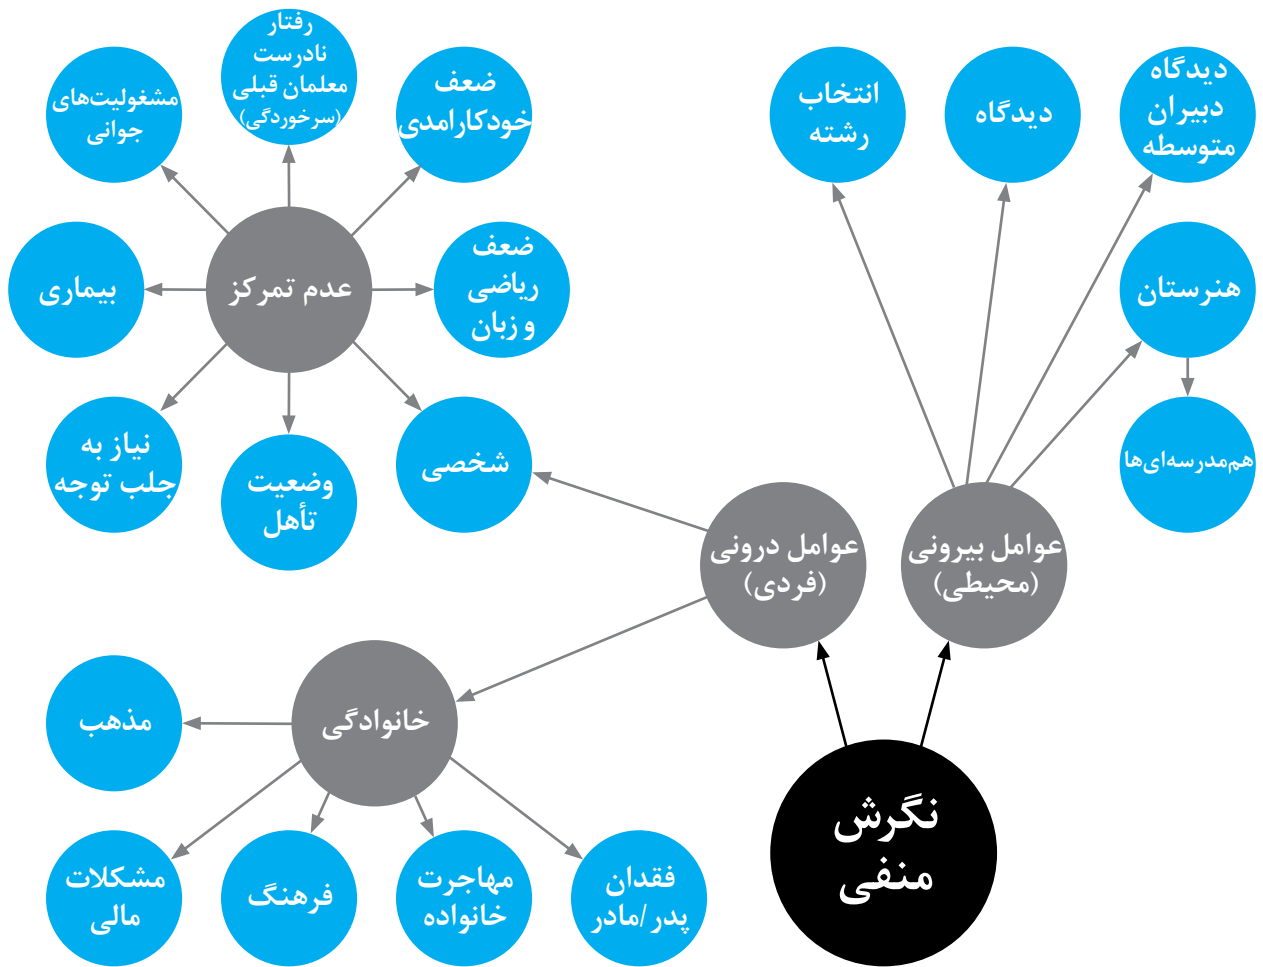 رفتار
نادرست
معلمان قبلی
(سرخوردگی)
ضعف
خودکارامدی
مشغولیت‌های
جوانی
عدم تمرکز
ضعف
ریاضی
و زبان
بیماری
نیاز به
جلب توجه
وضعیت
تأهل
شخصی
دیدگاه
دبیران
متوسطه
دیدگاه
انتخاب
رشته
هنرستان
هم‌مدرسه‌ای‌ها
عوامل بیرونی
(محیطی)
عوامل درونی
(فردی)
خانوادگی
مذهب
مشکلات
مالی
فرهنگ
مهاجرت
خانواده
فقدان
پدر/مادر
نگرش
منفی